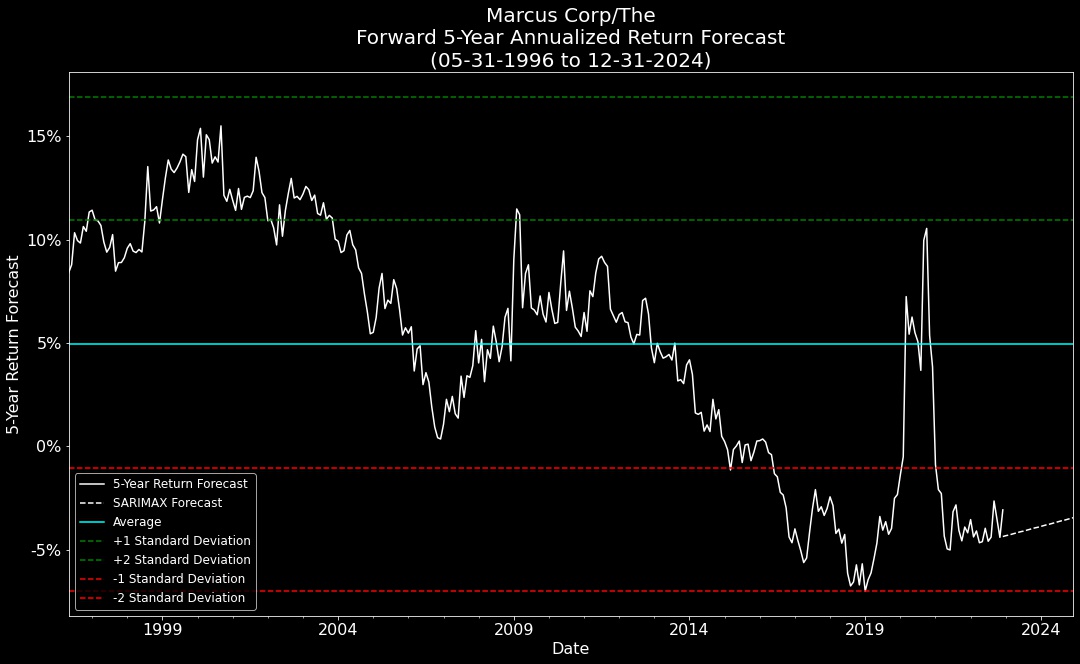 Marcus Corp/The
Forward 5-Year Annualized Return Forecast
(05-31-1996 to 12-31-2024)
5-Year Return Forecast
15%
10%
5%
0%
-5%
5-Year Return Forecast
SARIMAX Forecast
Average
+1 Standard Deviation
+2 Standard Deviation
-1 Standard Deviation
-2 Standard Deviation
1999
2004
2009
2014
2019
2024
Date